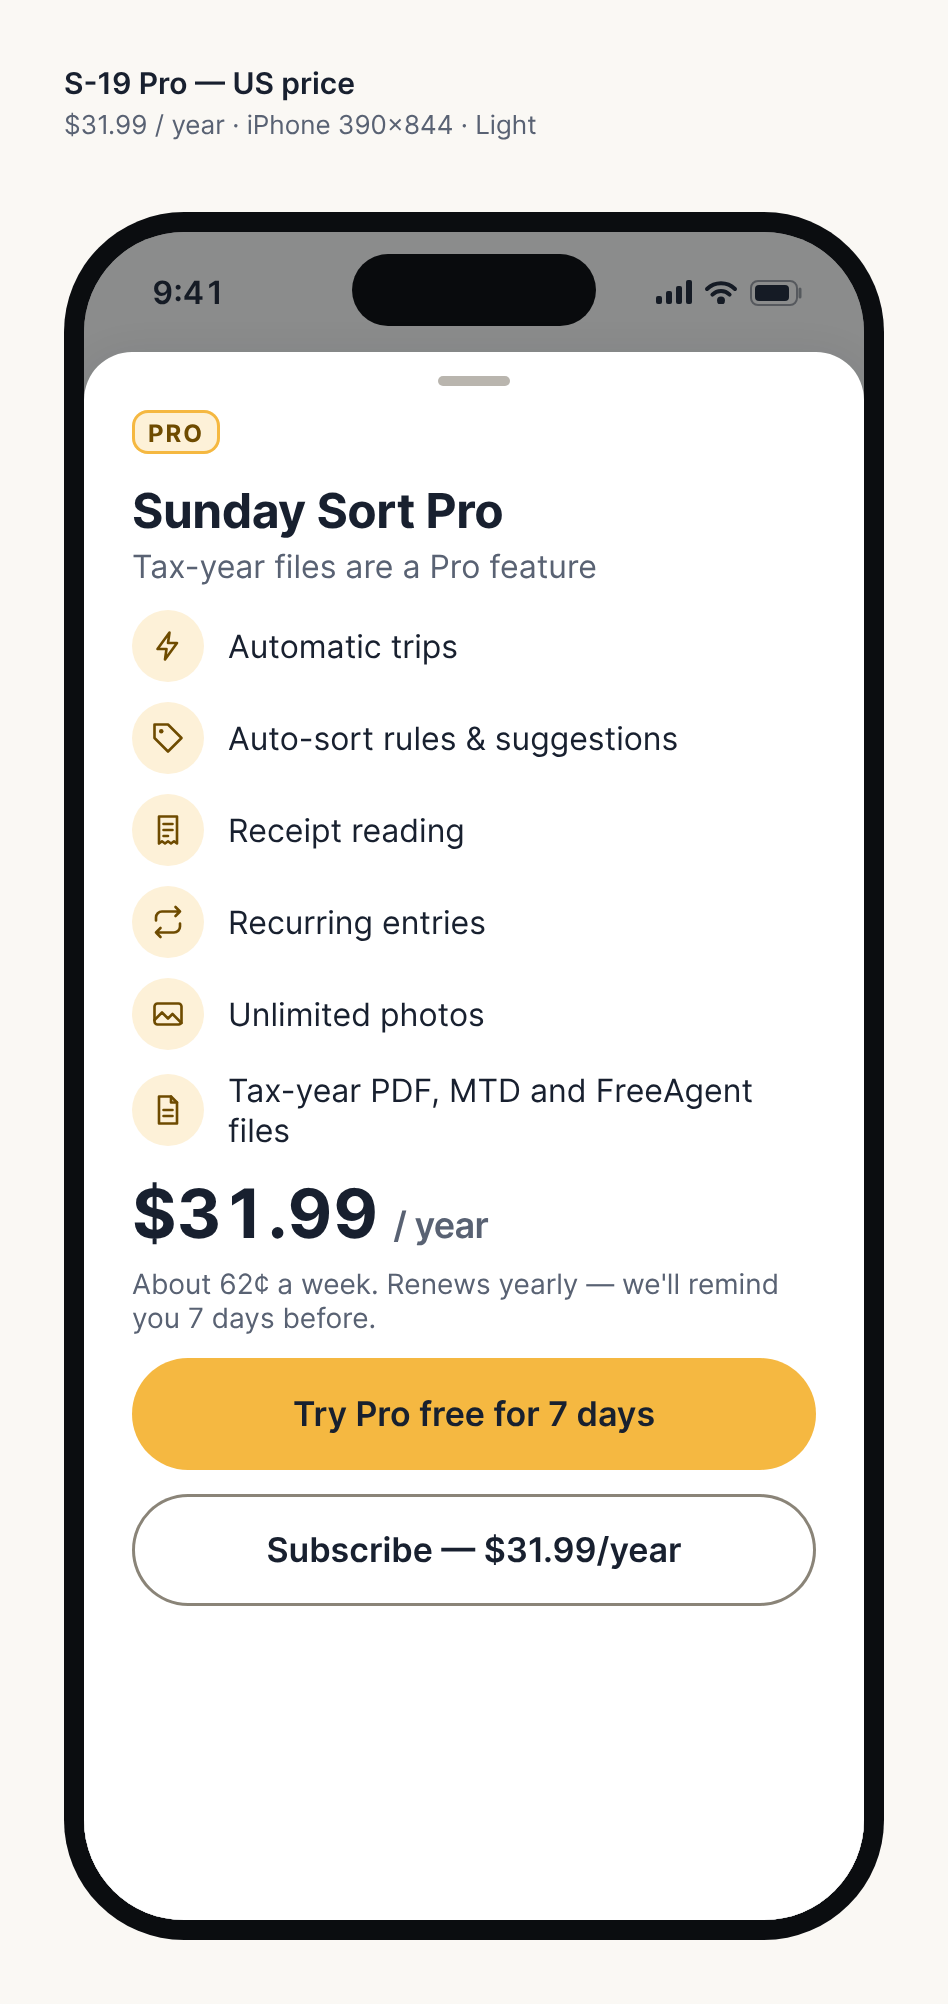 S-19 Pro — US price
$31.99 / year · iPhone 390×844 · Light
9:41
PRO
Sunday Sort Pro
Tax-year files are a Pro feature
Automatic trips
Auto-sort rules & suggestions
Receipt reading
Recurring entries
Unlimited photos
Tax-year PDF, MTD and FreeAgent
files
$31.99 / year
About 62¢ a week. Renews yearly — we'll remind
you 7 days before.
Try Pro free for 7 days
Subscribe — $31.99/year